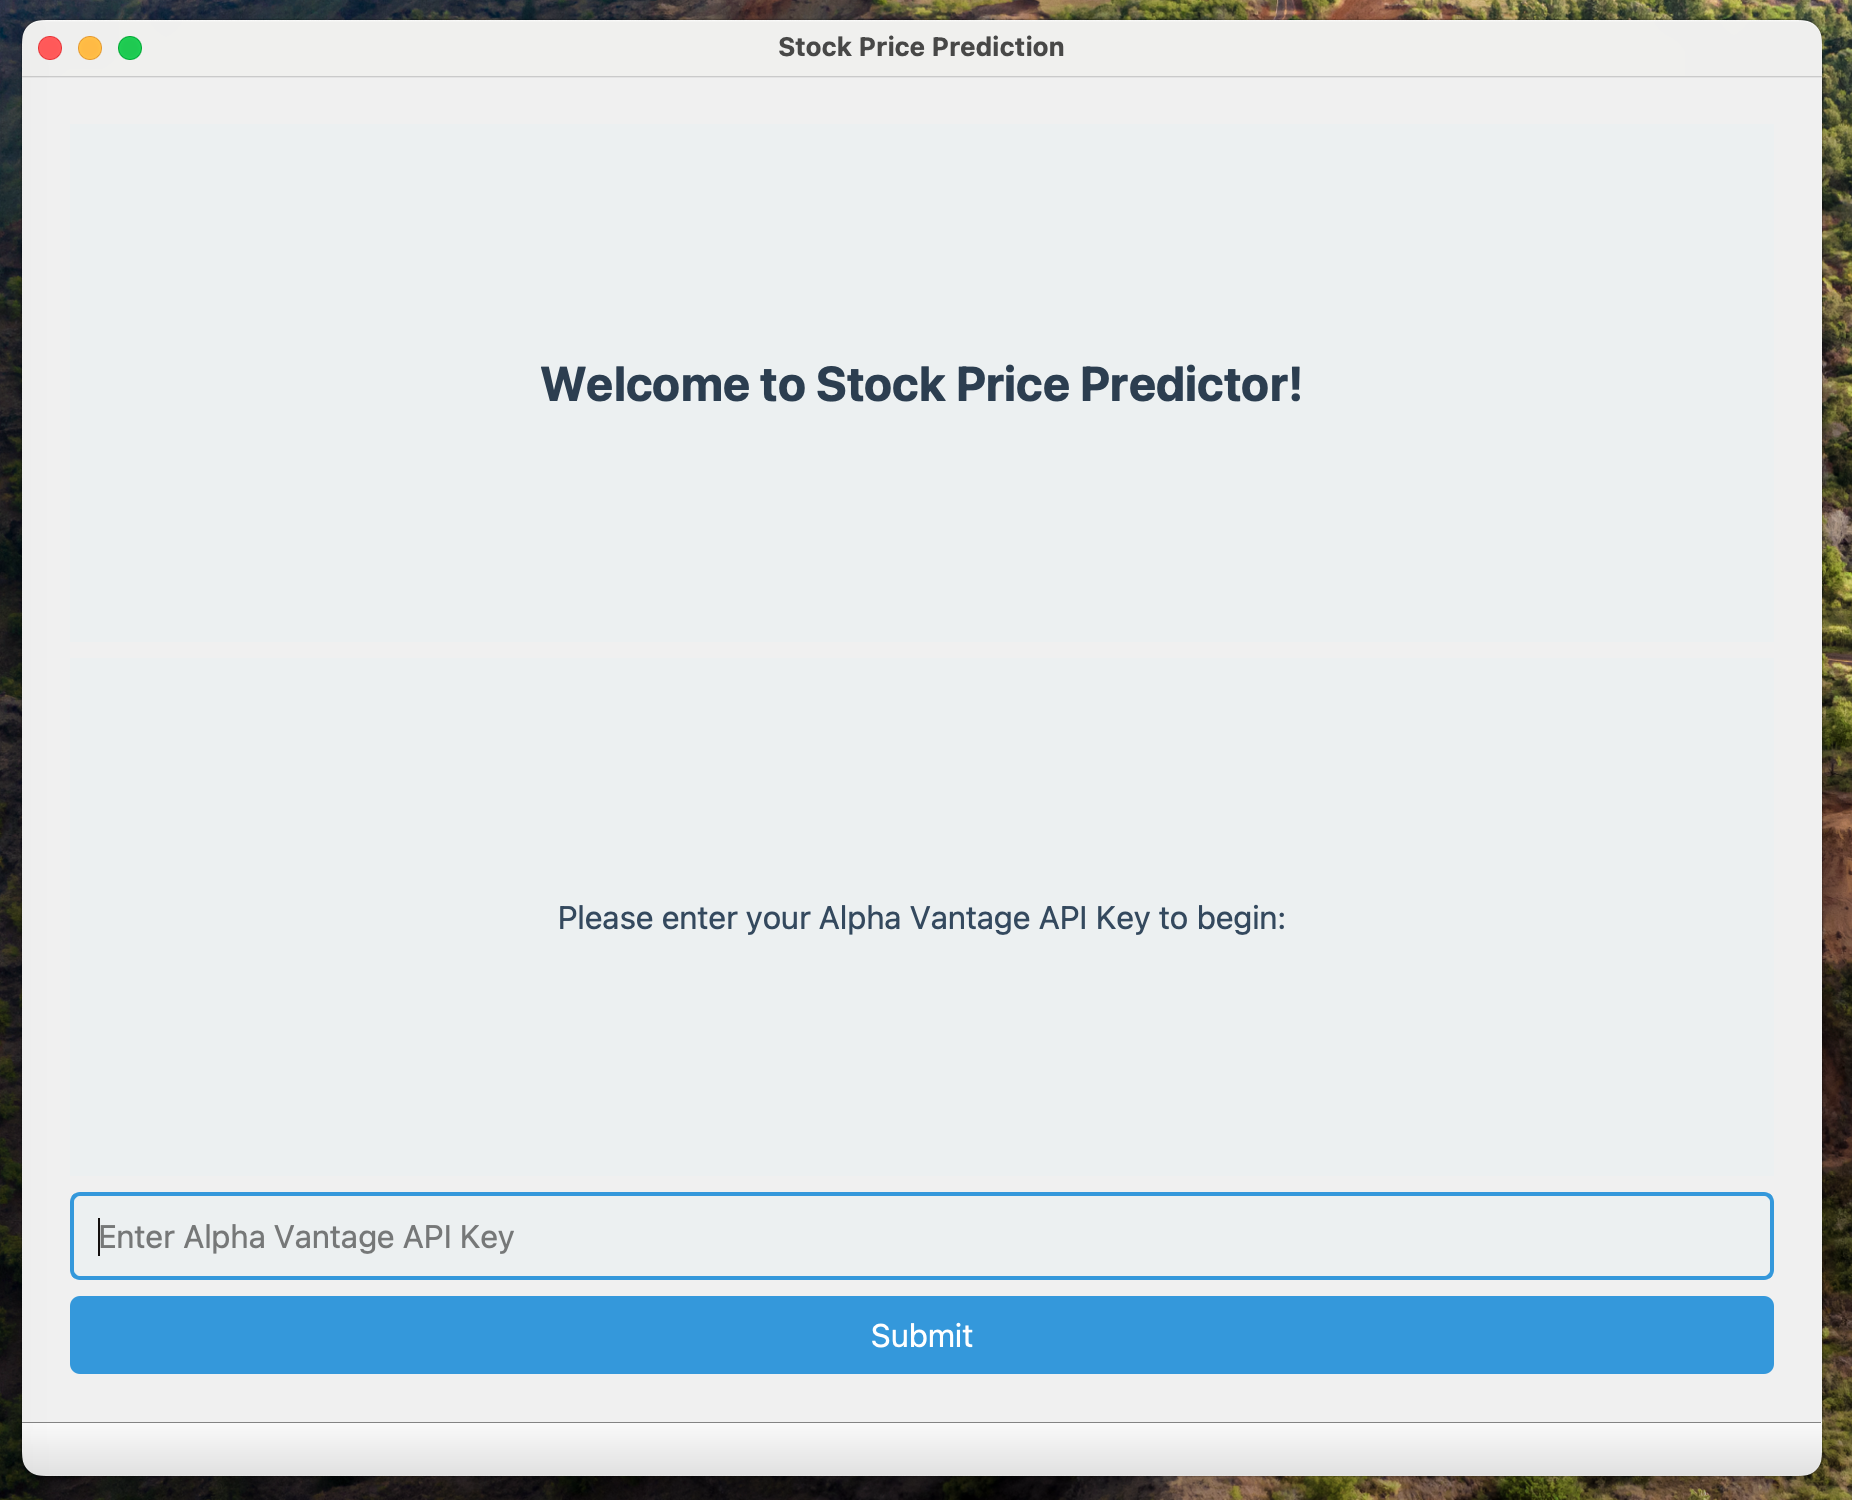 Stock Price Prediction
Welcome to Stock Price Predictor!
Please enter your Alpha Vantage API Key to begin:
Enter Alpha Vantage API Key
Submit